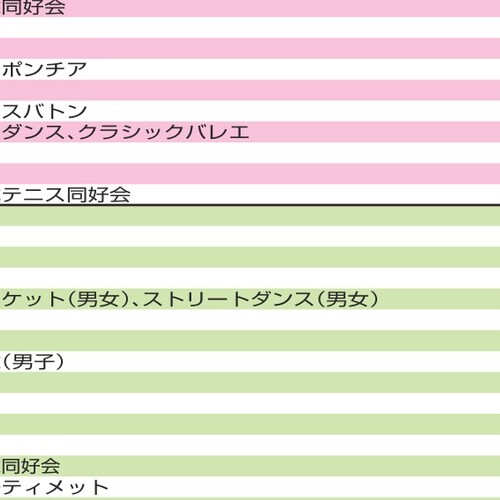 同好会
ポンチア
スバトン
ダンス、クラシックバレエ
テニス同好会
ケット(男女)、ストリートダンス(男女)
(男子)
同好会
ティメット